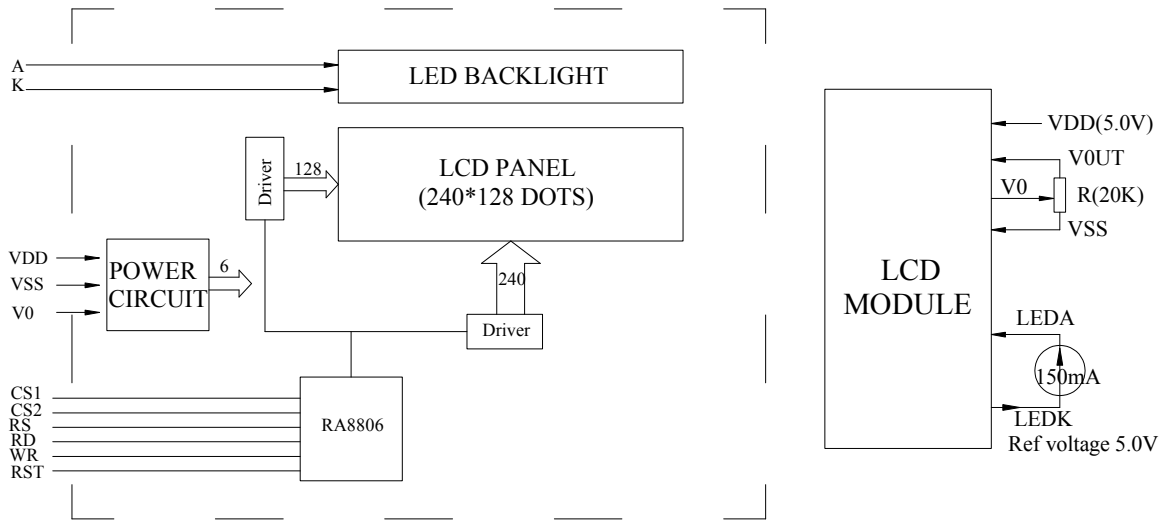 A
K
LED BACKLIGHT
Driver
128
LCD PANEL
(240*128 DOTS)
VDD
VSS
V0
POWER
CIRCUIT
6
240
Driver
CS1
CS2
RS
RD
WR
RST
RA8806
LCD
MODULE
VDD(5.0V)
V0UT
V0
R(20K)
VSS
LEDA
150mA
LEDK
Ref voltage 5.0V